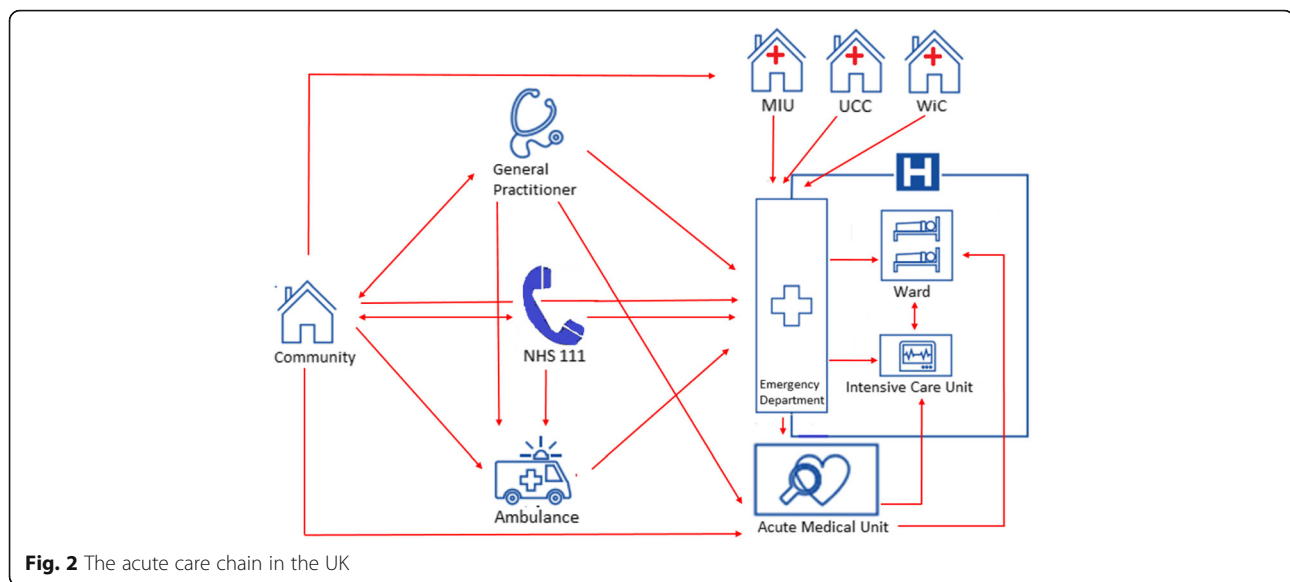 MIU
UCC
WiC
General
Practitioner
H
Ward
NHS 111
Community
Intensive Care Unit
Emergency
Department
Ambulance
Acute Medical Unit
Fig. 2 The acute care chain in the UK